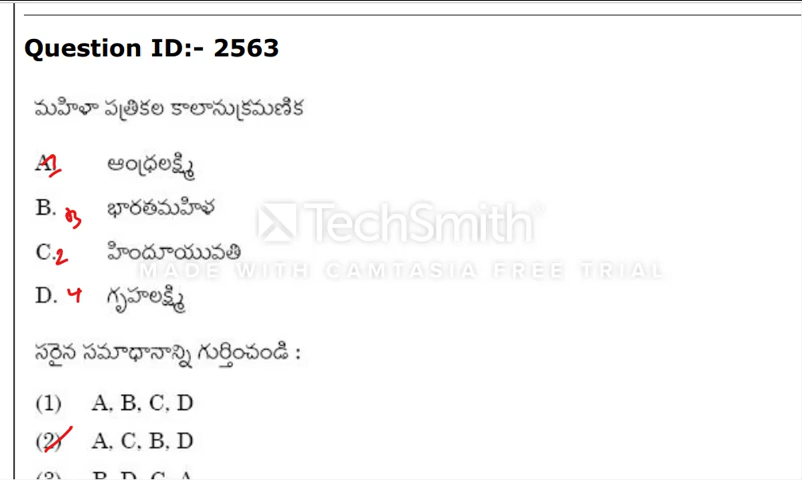 Question ID:- 2563
మహిళా పత్రికల కాలానుక్రమణిక
A. 1 ఆంధ్రలక్ష్మి
B. 3 భారతమహిళ
C. 2 హిందూయువతి
D. 4 గృహలక్ష్మి
సరైన సమాధానాన్ని గుర్తించండి :
(1) A, B, C, D
(2) A, C, B, D
(3) B, D, C, A
TechSmith
MADE WITH CAMTASIA FREE TRIAL